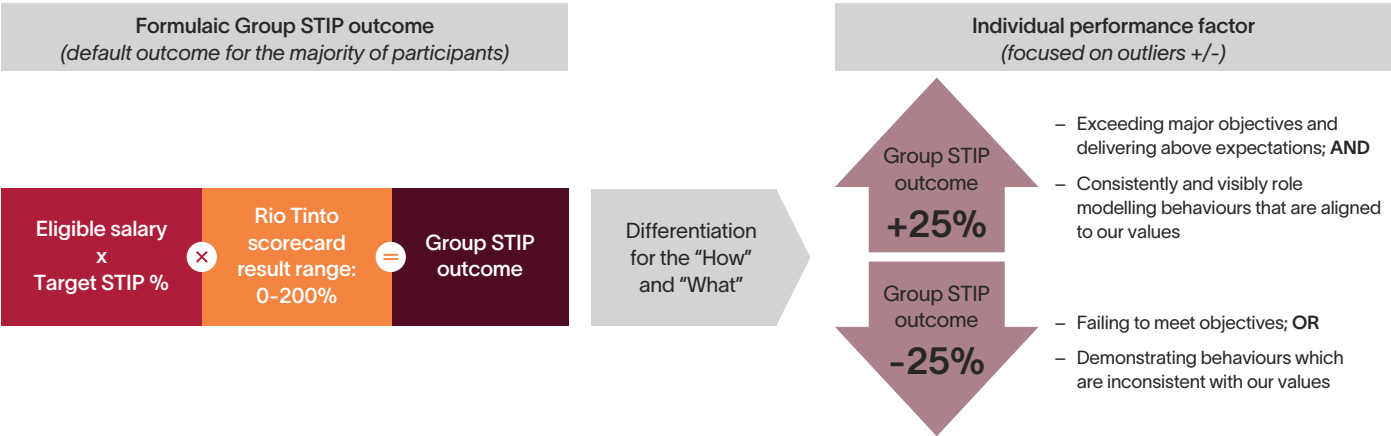 Formulaic Group STIP outcome
(default outcome for the majority of participants)
Individual performance factor
(focused on outliers +/-)
Eligible salary
x
Target STIP %
×
Rio Tinto
scorecard
result range:
0-200%
=
Group STIP
outcome
Differentiation
for the “How”
and “What”
Group STIP
outcome
+25%
– Exceeding major objectives and
delivering above expectations; AND
– Consistently and visibly role
modelling behaviours that are aligned
to our values
Group STIP
outcome
-25%
– Failing to meet objectives; OR
– Demonstrating behaviours which
are inconsistent with our values